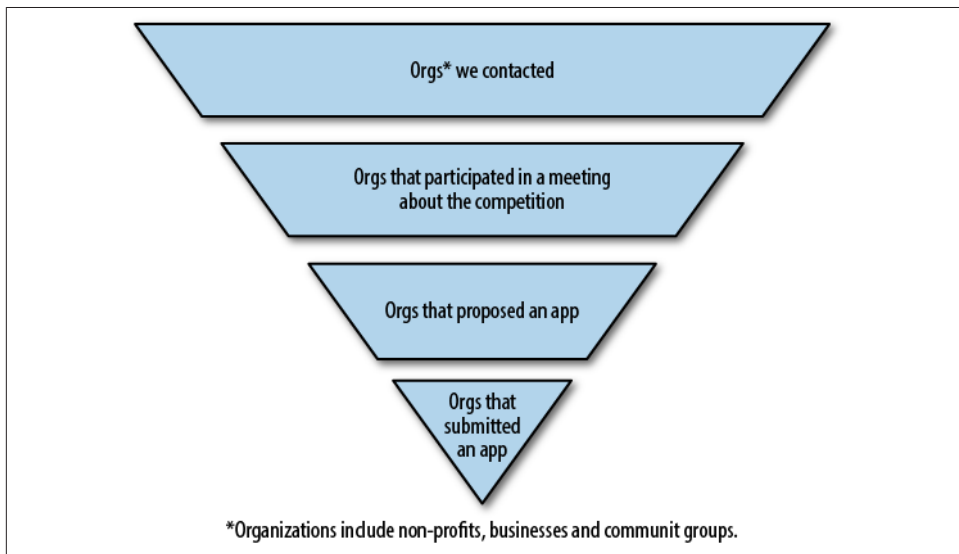 Orgs* we contacted
Orgs that participated in a meeting
about the competition
Orgs that proposed an app
Orgs that
submitted
an app
*Organizations include non-profits, businesses and communit groups.